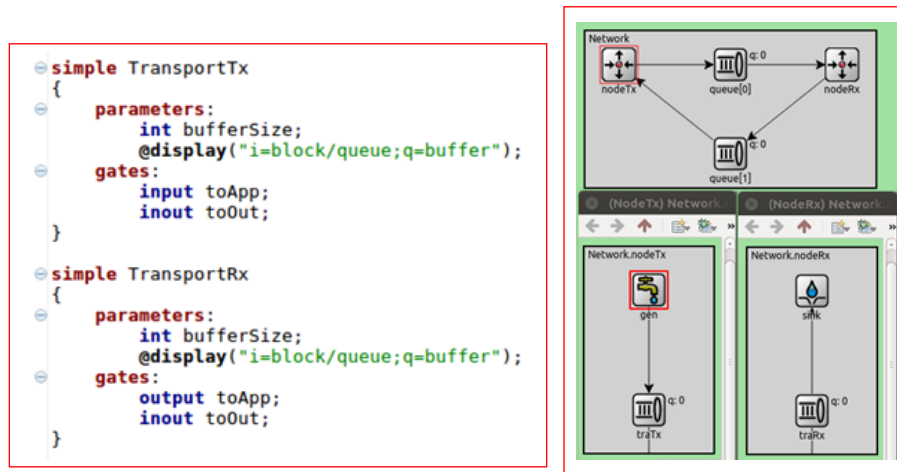 simple TransportTx
{
parameters:
int bufferSize;
@display("i=block/queue;q=buffer");
gates:
input toApp;
inout toOut;
}
simple TransportRx
{
parameters:
int bufferSize;
@display("i=block/queue;q=buffer");
gates:
output toApp;
inout toOut;
}
Network
nodeTx
q: 0
queue[0]
nodeRx
q: 0
queue[1]
(NodeTx) Network.
(NodeRx) Network.
Network.nodeTx
gen
q: 0
traTx
Network.nodeRx
sink
q: 0
traRx